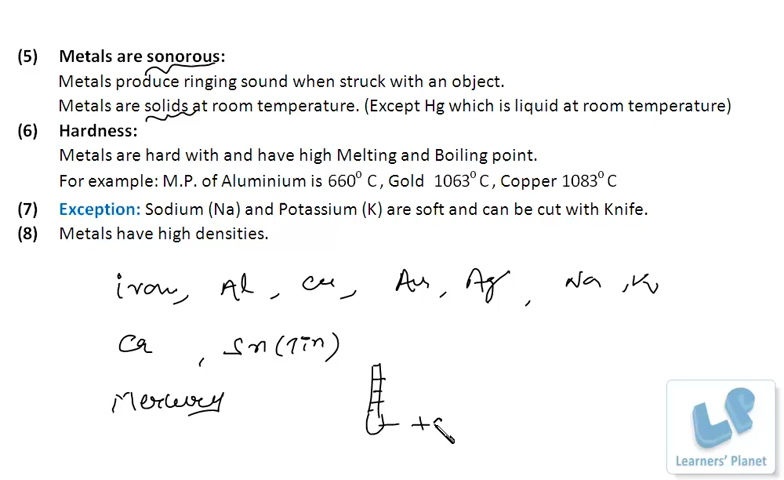 (5) Metals are sonorous:
Metals produce ringing sound when struck with an object.
Metals are solids at room temperature. (Except Hg which is liquid at room temperature)
(6) Hardness:
Metals are hard with and have high Melting and Boiling point.
For example: M.P. of Aluminium is 660⁰ C, Gold 1063⁰ C, Copper 1083⁰ C
(7) Exception: Sodium (Na) and Potassium (K) are soft and can be cut with Knife.
(8) Metals have high densities.
iron, Al, Cu, Au, Ag, Na, K
Ca, Sn (Tin)
Mercury
LP
Learners' Planet